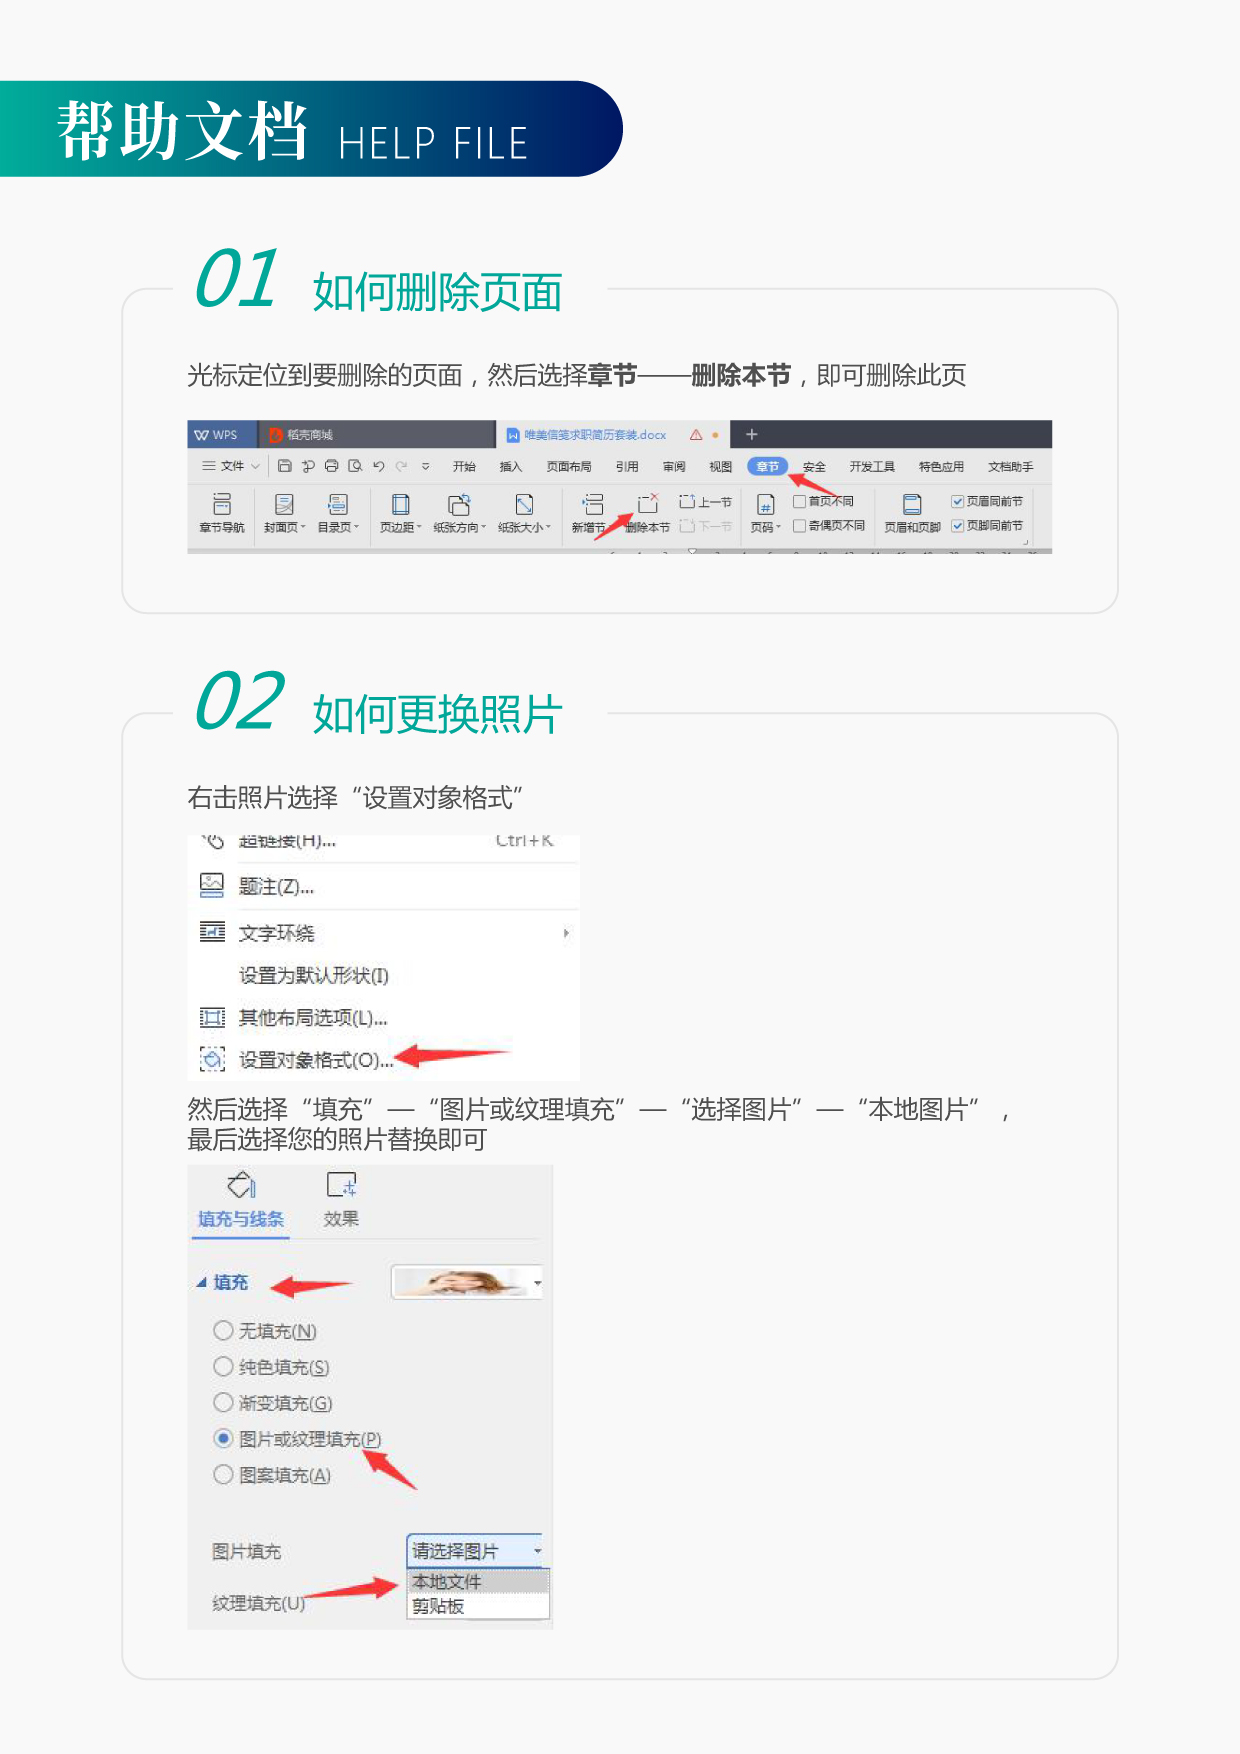 帮助文档 HELP FILE
01 如何删除页面
光标定位到要删除的页面，然后选择章节——删除本节，即可删除此页
WPS 稻壳商城 唯美信笺求职简历套装.docx
文件 开始 插入 页面布局 引用 审阅 视图 章节 安全 开发工具 特色应用 文档助手
章节导航 封面页 目录页 页边距 纸张方向 纸张大小 新增节 删除本节 上一节 下一节 页码 首页不同 奇偶页不同 页眉和页脚 页眉同前节 页脚同前节
02 如何更换照片
右击照片选择“设置对象格式”
超链接(H)... Ctrl+K
题注(Z)...
文字环绕
设置为默认形状(I)
其他布局选项(L)...
设置对象格式(O)...
然后选择“填充”—“图片或纹理填充”—“选择图片”—“本地图片”，
最后选择您的照片替换即可
填充与线条 效果
填充
无填充(N)
纯色填充(S)
渐变填充(G)
图片或纹理填充(P)
图案填充(A)
图片填充 请选择图片
本地文件
纹理填充(U) 剪贴板